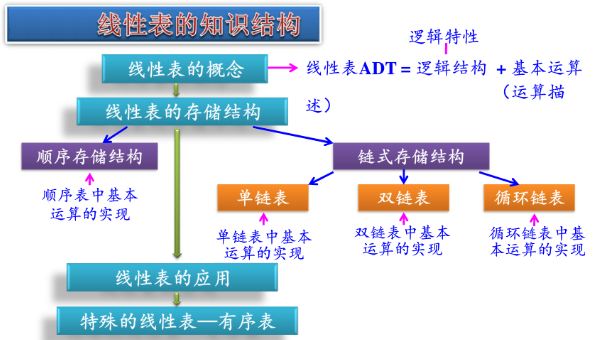 线性表的知识结构
逻辑特性
线性表的概念
线性表ADT = 逻辑结构 + 基本运算
（运算描
述）
线性表的存储结构
顺序存储结构
链式存储结构
顺序表中基本
运算的实现
单链表
双链表
循环链表
单链表中基本
运算的实现
双链表中基本
运算的实现
循环链表中基
本运算的实现
线性表的应用
特殊的线性表—有序表